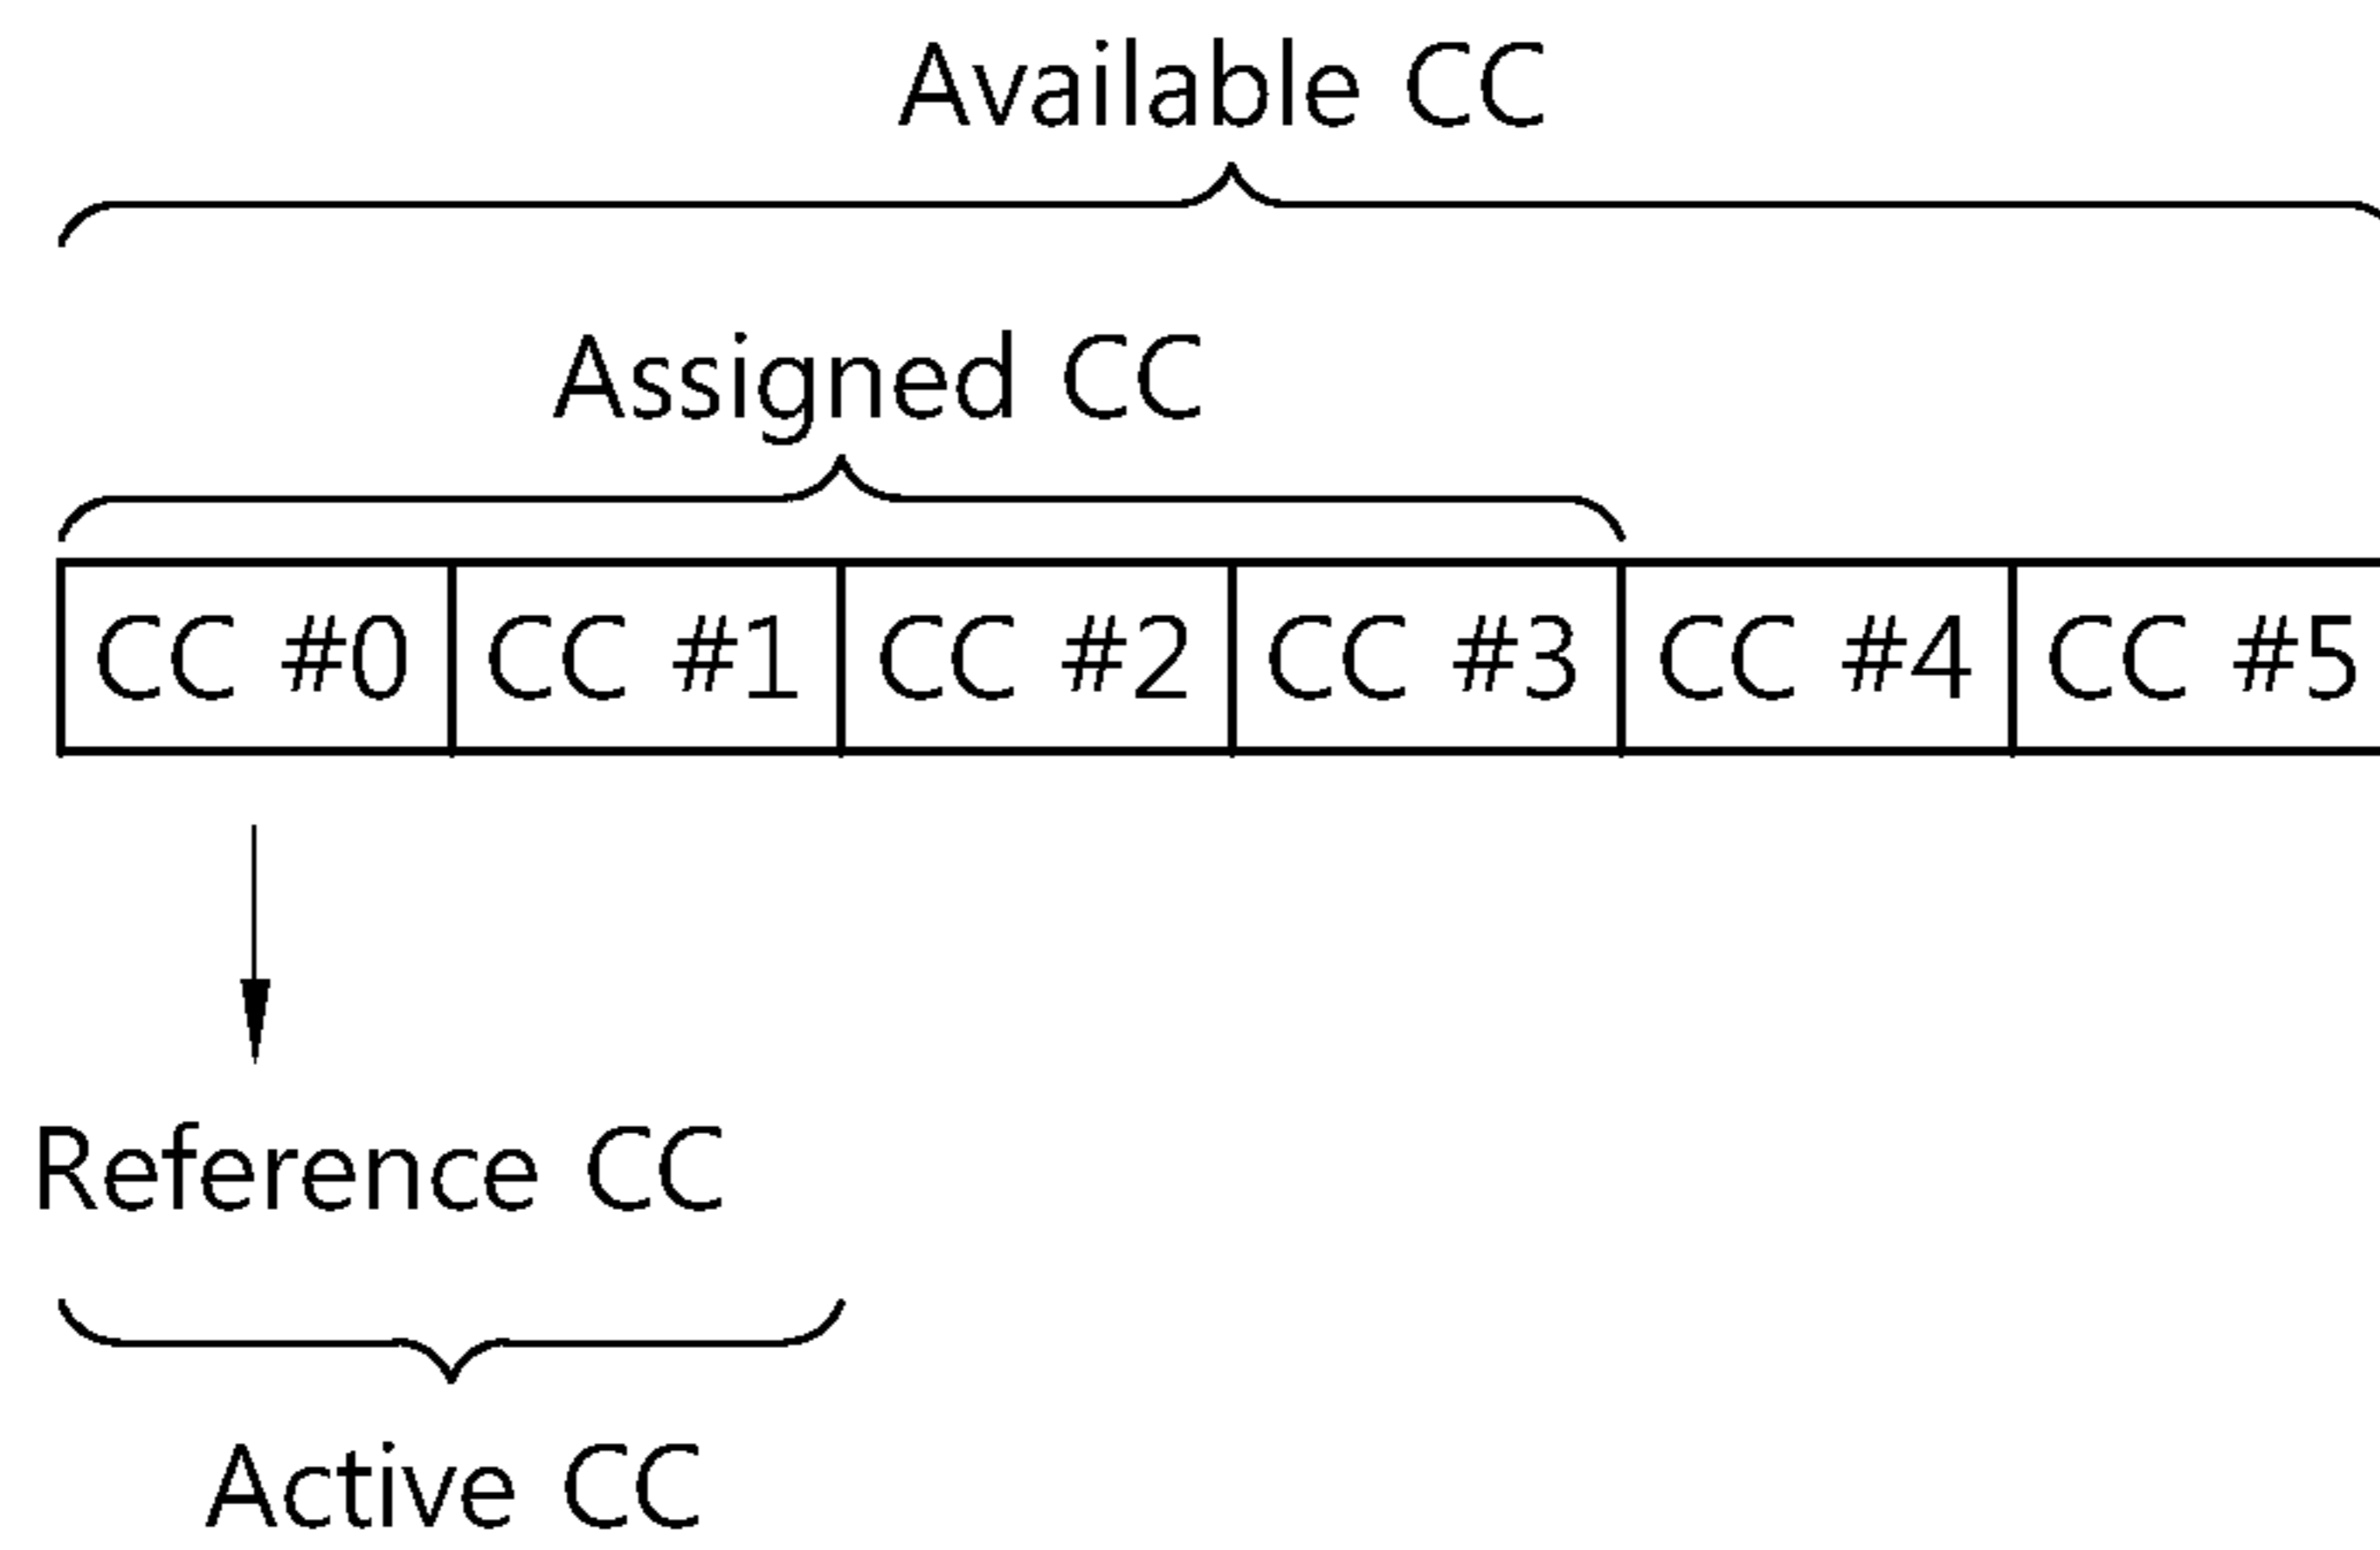 Available CC
Assigned CC
CC #0 CC #1 CC #2 CC #3 CC #4 CC #5
Reference CC
Active CC